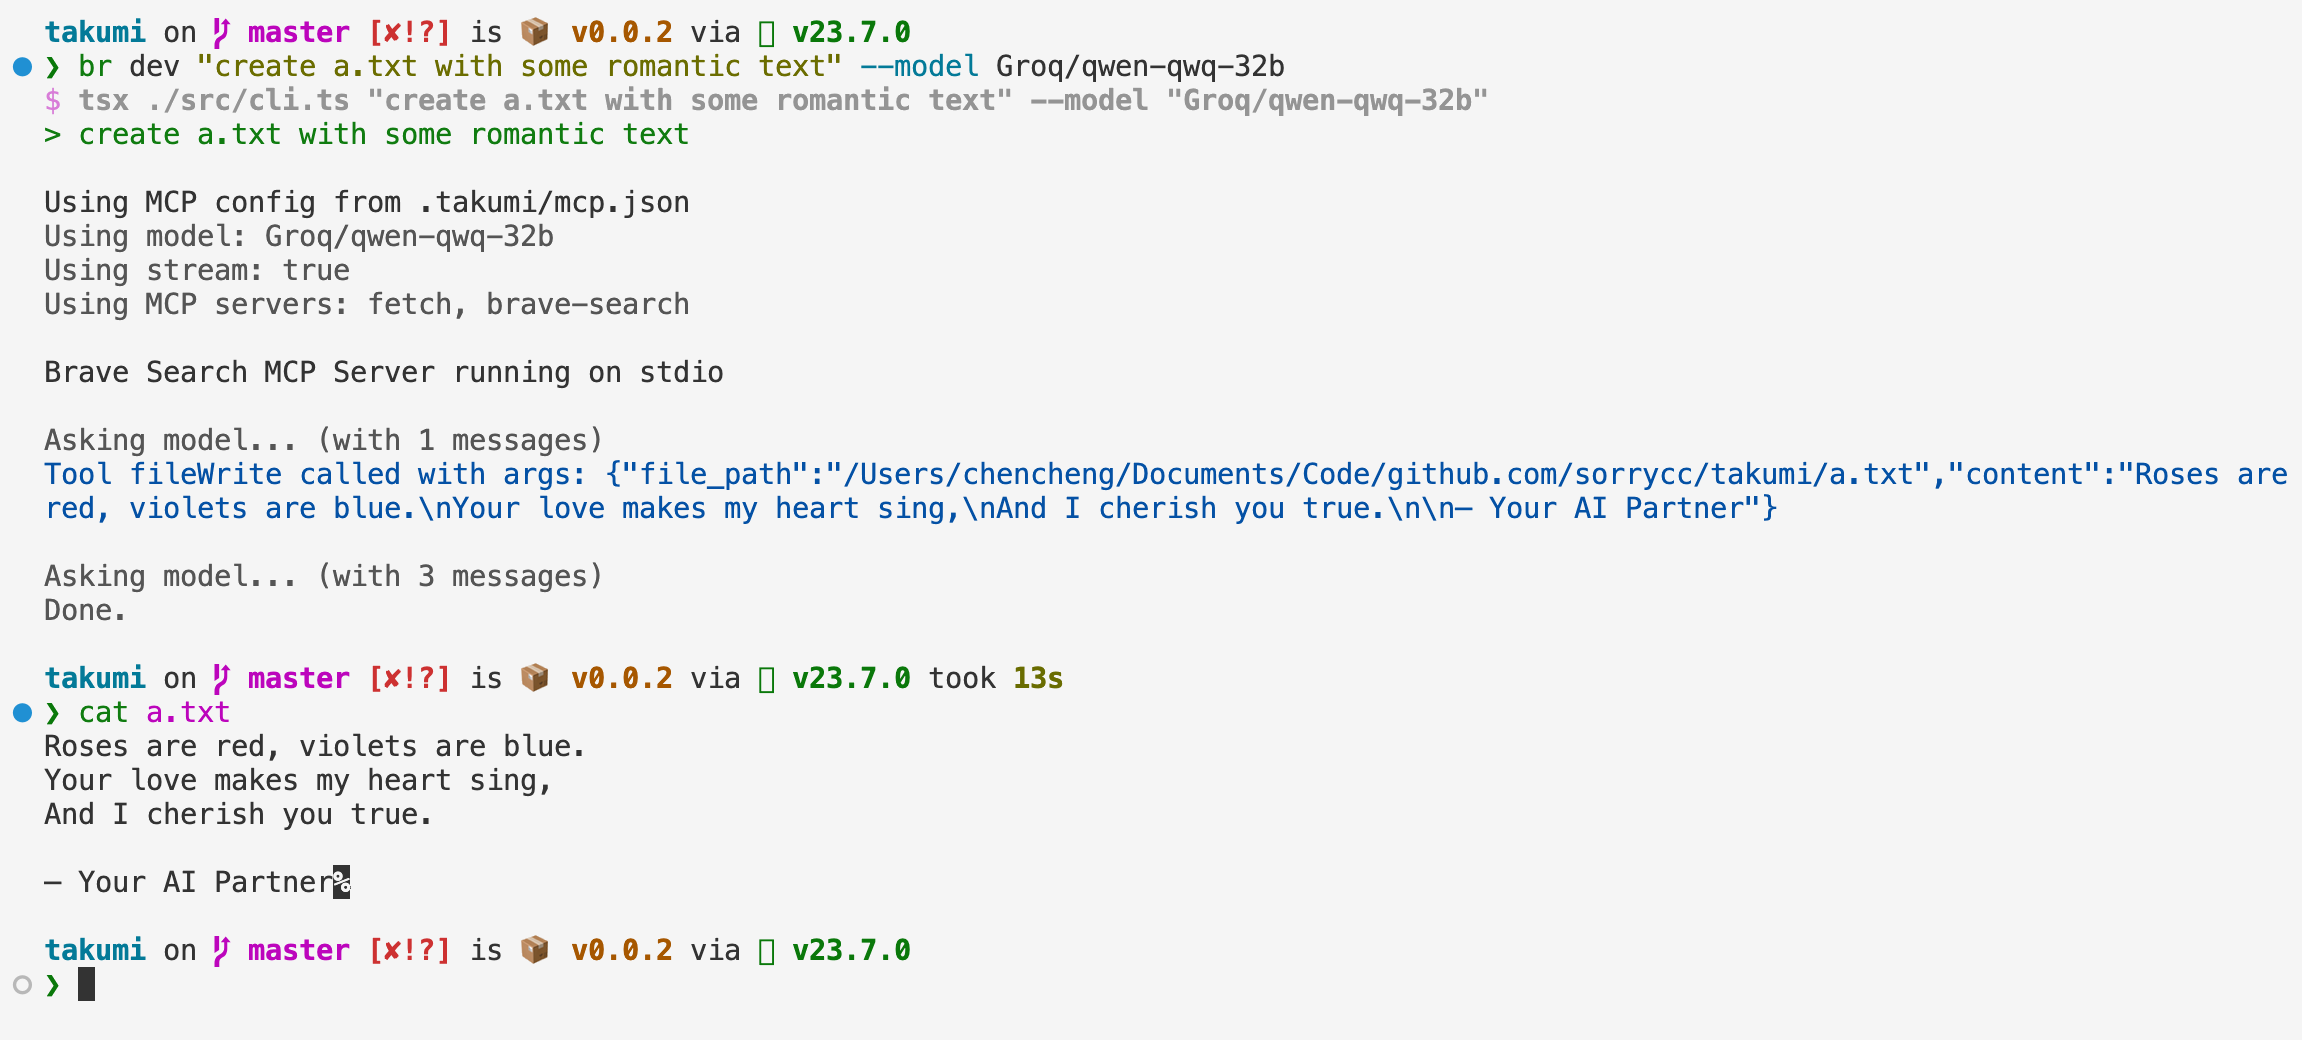 takumi on master [✘!?] is 📦 v0.0.2 via v23.7.0
❯ br dev "create a.txt with some romantic text" --model Groq/qwen-qwq-32b
$ tsx ./src/cli.ts "create a.txt with some romantic text" --model "Groq/qwen-qwq-32b"
> create a.txt with some romantic text
Using MCP config from .takumi/mcp.json
Using model: Groq/qwen-qwq-32b
Using stream: true
Using MCP servers: fetch, brave-search
Brave Search MCP Server running on stdio
Asking model... (with 1 messages)
Tool fileWrite called with args: {"file_path":"/Users/chencheng/Documents/Code/github.com/sorrycc/takumi/a.txt","content":"Roses are
red, violets are blue.\nYour love makes my heart sing,\nAnd I cherish you true.\n\n— Your AI Partner"}
Asking model... (with 3 messages)
Done.
takumi on master [✘!?] is 📦 v0.0.2 via v23.7.0 took 13s
❯ cat a.txt
Roses are red, violets are blue.
Your love makes my heart sing,
And I cherish you true.
— Your AI Partner%
takumi on master [✘!?] is 📦 v0.0.2 via v23.7.0
❯